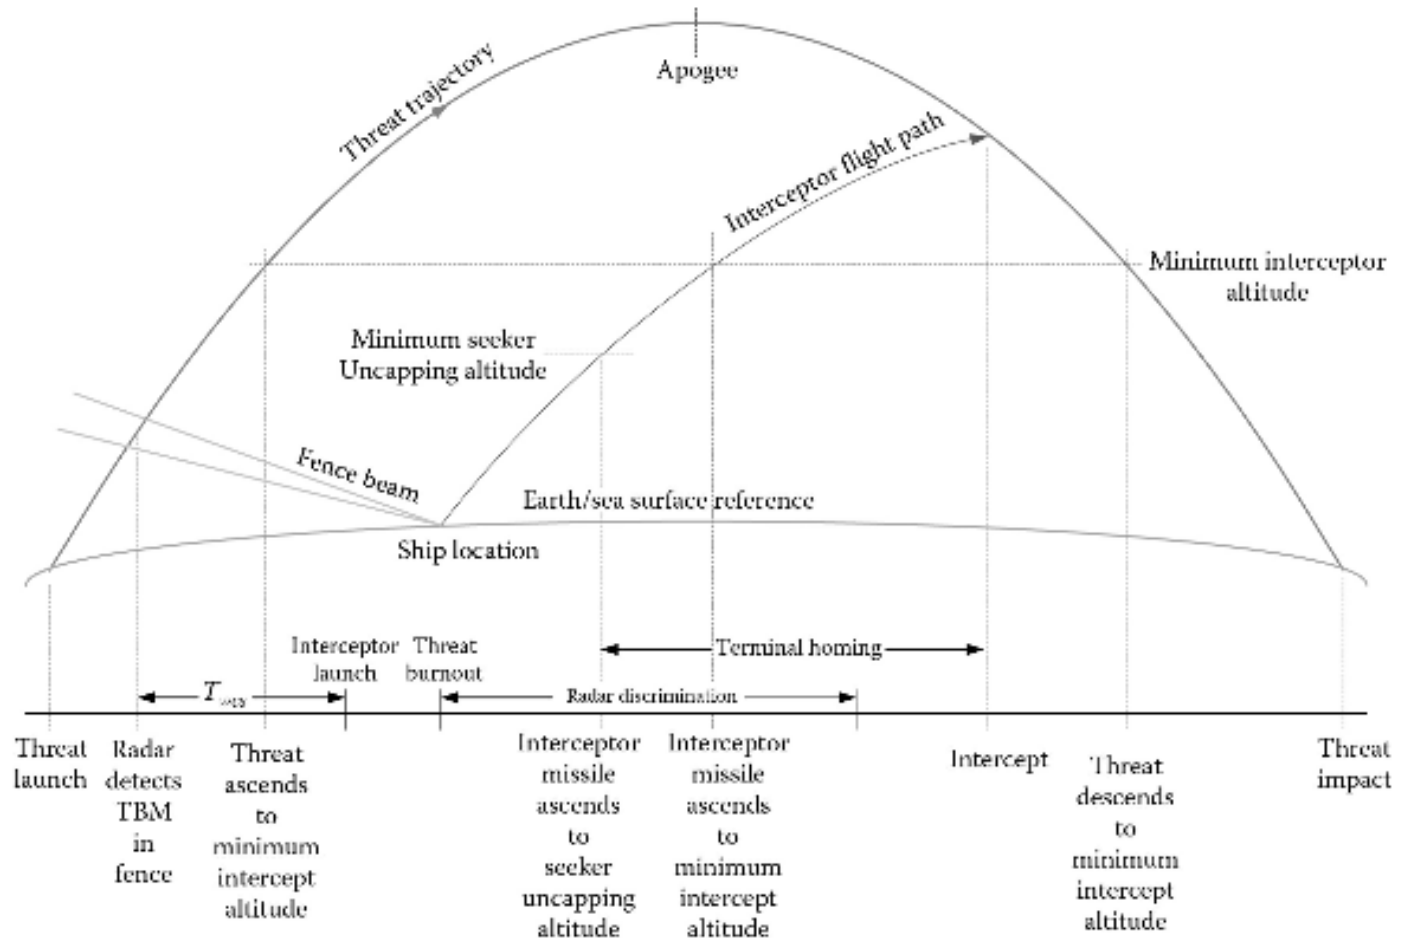 Apogee
Threat trajectory
Interceptor flight path
Minimum interceptor
altitude
Minimum seeker
Uncapping altitude
Fence beam
Earth/sea surface reference
Ship location
Interceptor
launch
Threat
burnout
Terminal homing
T
Radar discrimination
Threat
launch
Radar
detects
TBM
in
fence
Threat
ascends
to
minimum
intercept
altitude
Interceptor
missile
ascends
to
seeker
uncapping
altitude
Interceptor
missile
ascends
to
minimum
intercept
altitude
Intercept
Threat
descends
to
minimum
intercept
altitude
Threat
impact